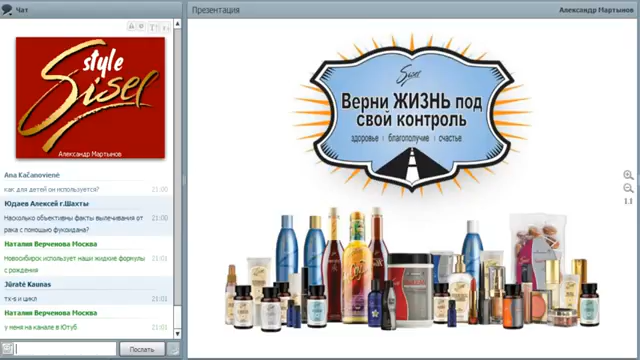 Чат
Презентация
Александр Мартынов
style
Sisel
Александр Мартынов
Ana Kačanovienė
как для детей он используется?
21:00
Юдаев Алексей г.Шахты
Насколько объективны факты вылечивания от
21:00
рака с помощью фукоидана?
Наталия Верченова Москва
Новосибирск использует наши жидкие формулы
21:01
с рождения
Jūratė Kaunas
тх-s и цикл
21:01
Наталия Верченова Москва
у меня на канале в Ютуб
21:01
Послать
Sisel
Верни ЖИЗНЬ под
свой контроль
здоровье благополучие счастье
1:1